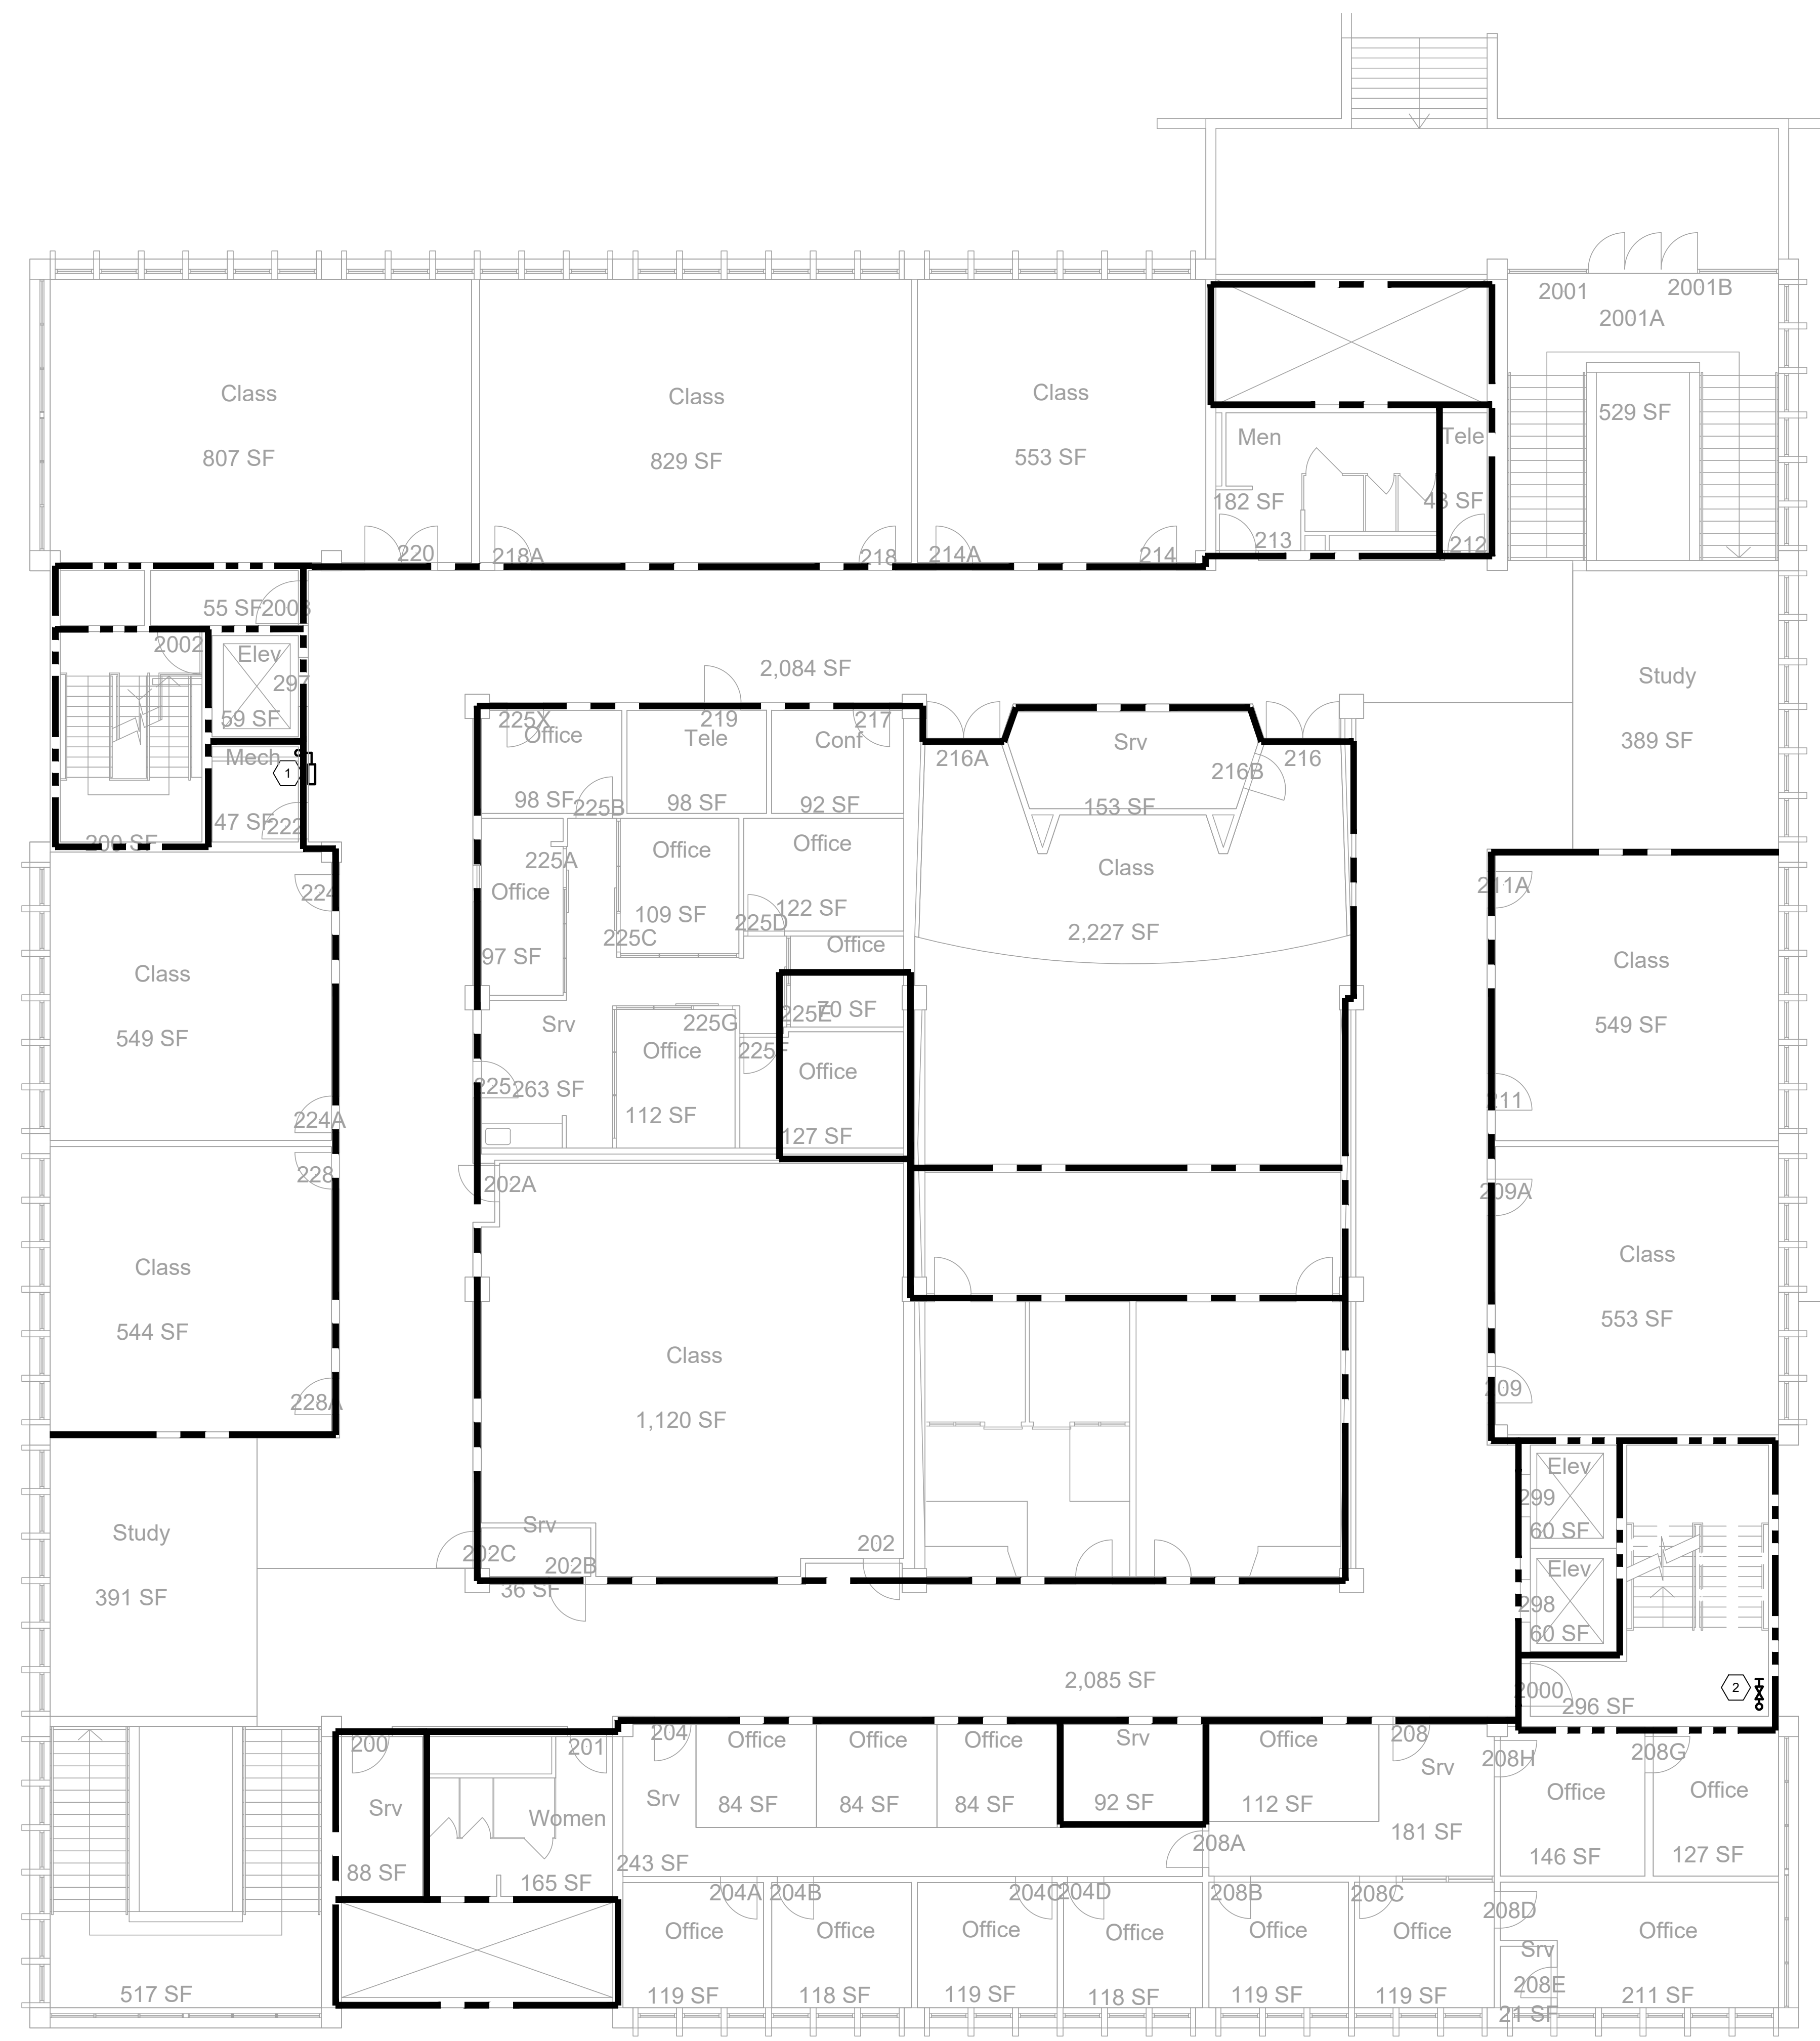 2001
2001B
2001A
Class
Class
Class
529 SF
Men
Tele
807 SF
829 SF
553 SF
182 SF
43 SF
220
218A
218
214A
214
213
212
55 SF
2003
2002
Elev
297
59 SF
2,084 SF
Study
389 SF
225X
Office
219
Tele
217
Conf
216A
Srv
216
216B
Mech
1
98 SF
225B
98 SF
92 SF
153 SF
47 SF
222
200 SF
225A
Office
Office
Class
224
Office
109 SF
122 SF
225D
225C
2,227 SF
211A
97 SF
Office
Class
549 SF
Class
549 SF
Srv
225G
225E
70 SF
Office
225F
Office
225
263 SF
112 SF
127 SF
224A
211
228
202A
209A
Class
544 SF
Class
553 SF
Class
1,120 SF
228A
209
Elev
299
60 SF
Study
391 SF
Srv
202C
202B
36 SF
202
Elev
298
60 SF
2,085 SF
2000
296 SF
2
200
201
204
Office
Office
Office
Srv
Office
208
208H
208G
Srv
Srv
Women
Srv
84 SF
84 SF
84 SF
92 SF
112 SF
181 SF
Office
Office
88 SF
165 SF
243 SF
208A
146 SF
127 SF
204A
204B
204C
204D
208B
208C
208D
Office
Office
Office
Office
Office
Office
Srv
Office
208E
517 SF
119 SF
118 SF
119 SF
118 SF
119 SF
119 SF
21 SF
211 SF